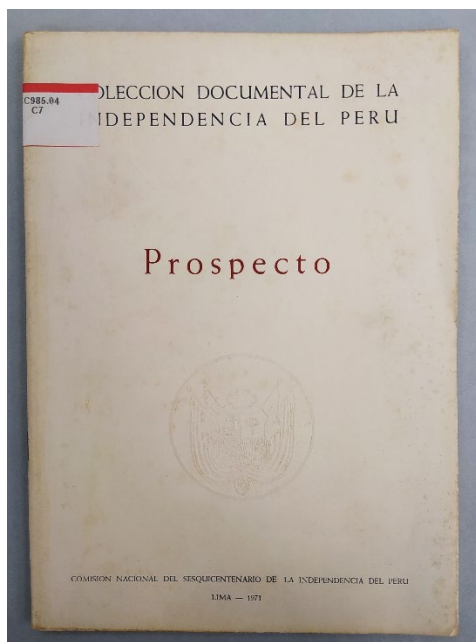 C985.04
C7
OLECCION DOCUMENTAL DE LA
NDEPENDENCIA DEL PERU
Prospecto
COMISION NACIONAL DEL SESQUICENTENARIO DE LA INDEPENDENCIA DEL PERU
LIMA — 1971